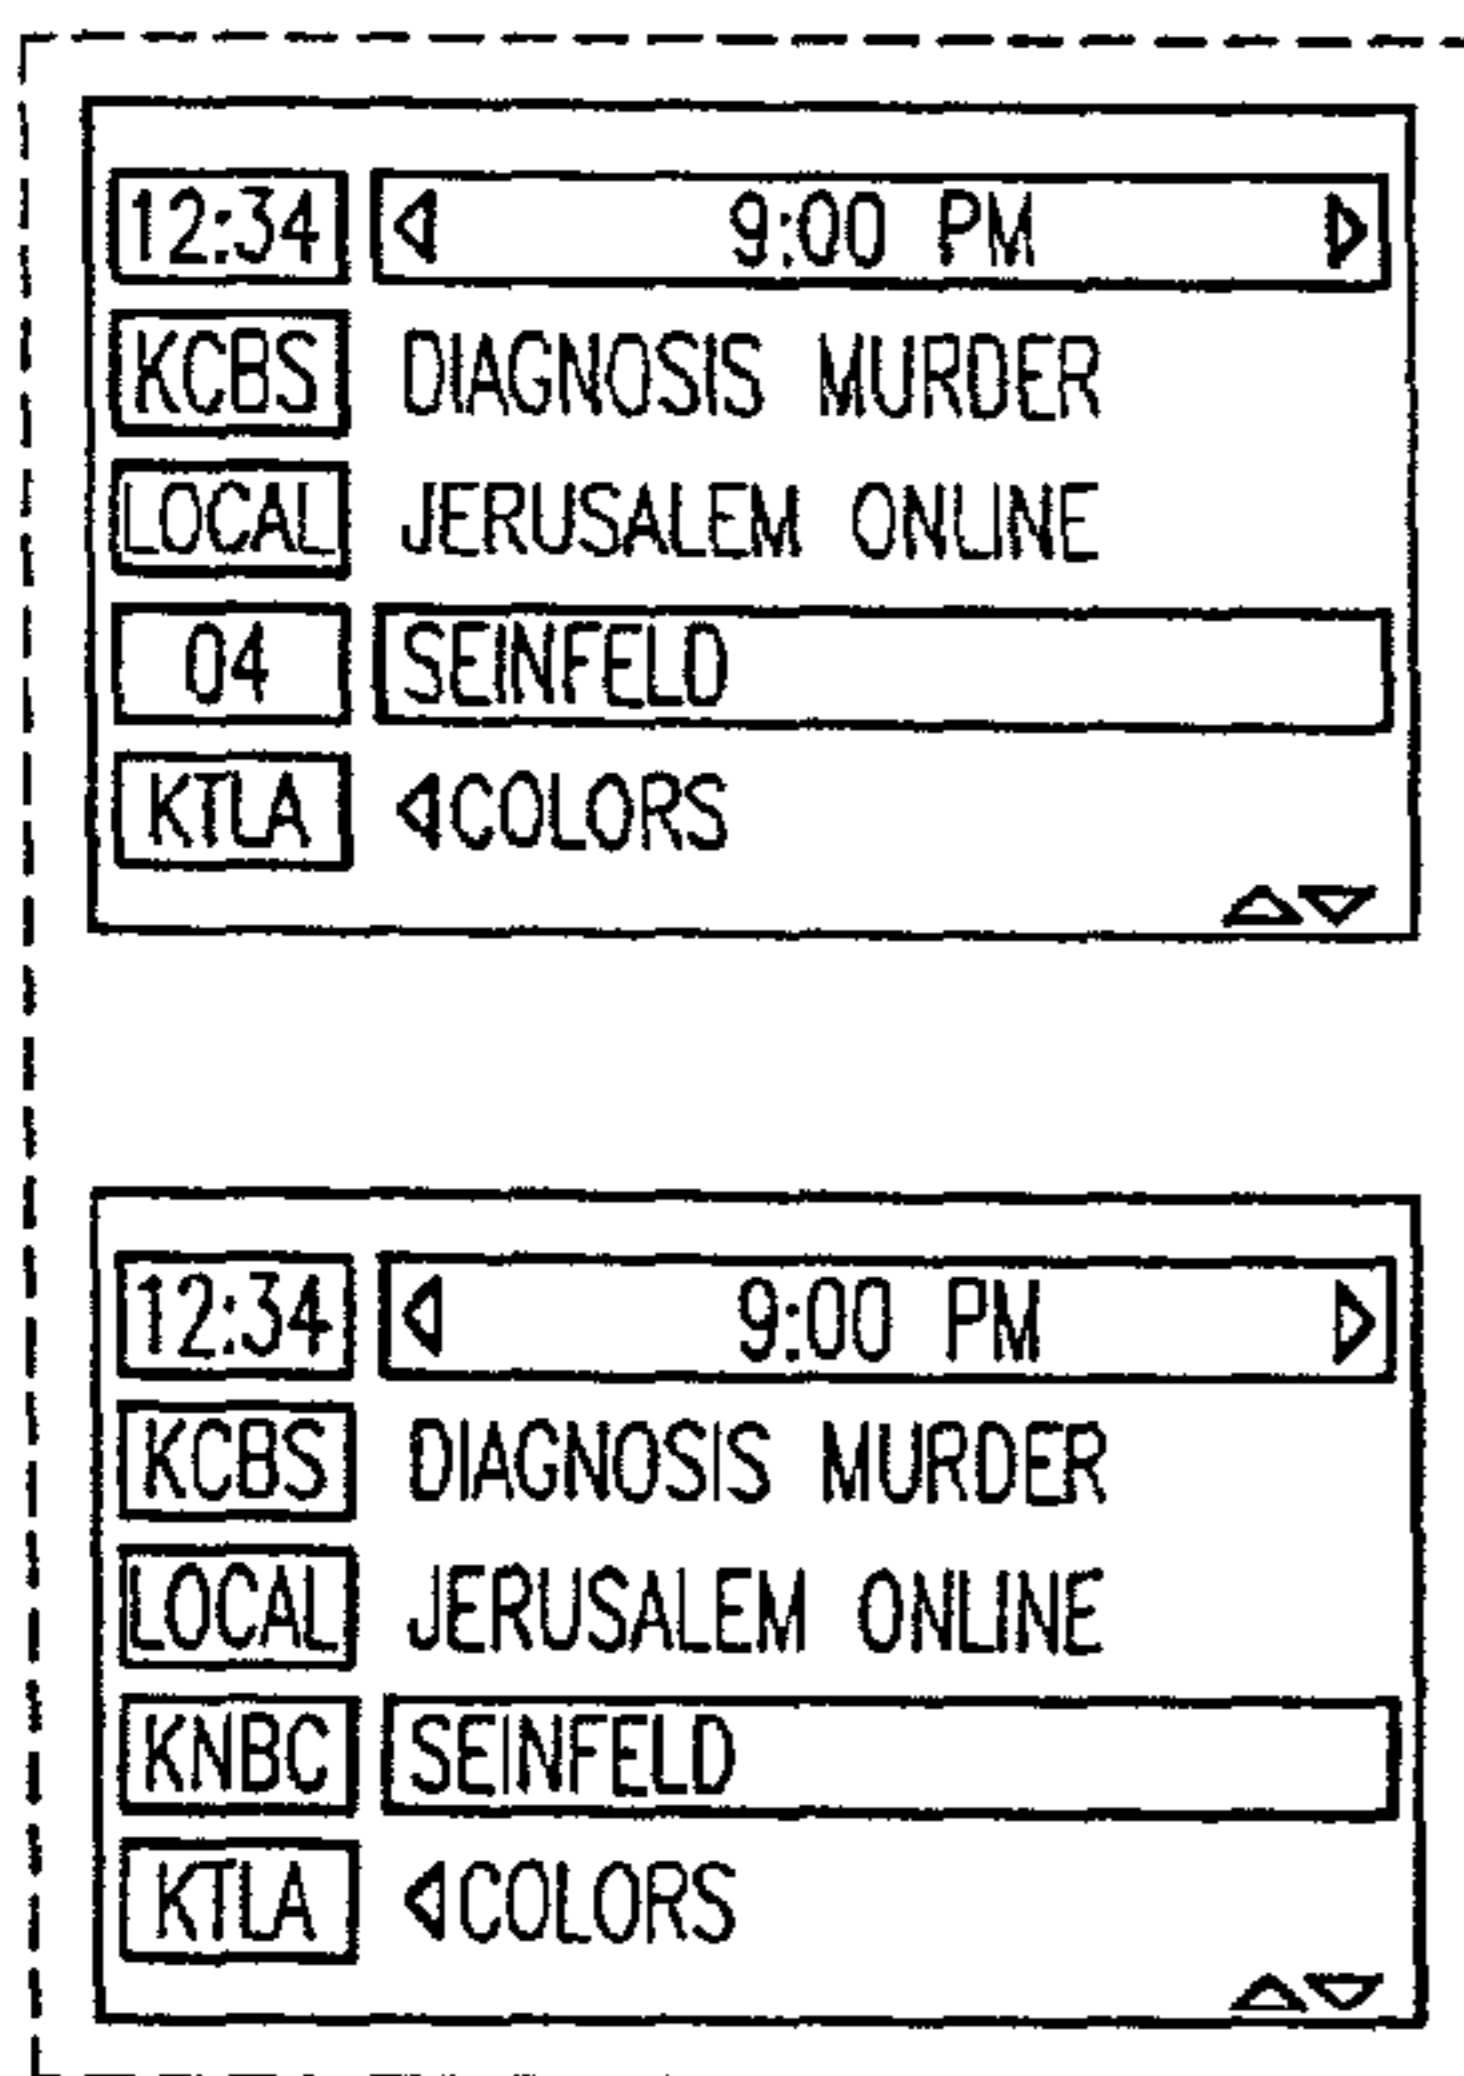 12:34 ◁ 9:00 PM ▷
KCBS DIAGNOSIS MURDER
LOCAL JERUSALEM ONLINE
04 SEINFELD
KTLA ◁COLORS
△▽
12:34 ◁ 9:00 PM ▷
KCBS DIAGNOSIS MURDER
LOCAL JERUSALEM ONLINE
KNBC SEINFELD
KTLA ◁COLORS
△▽